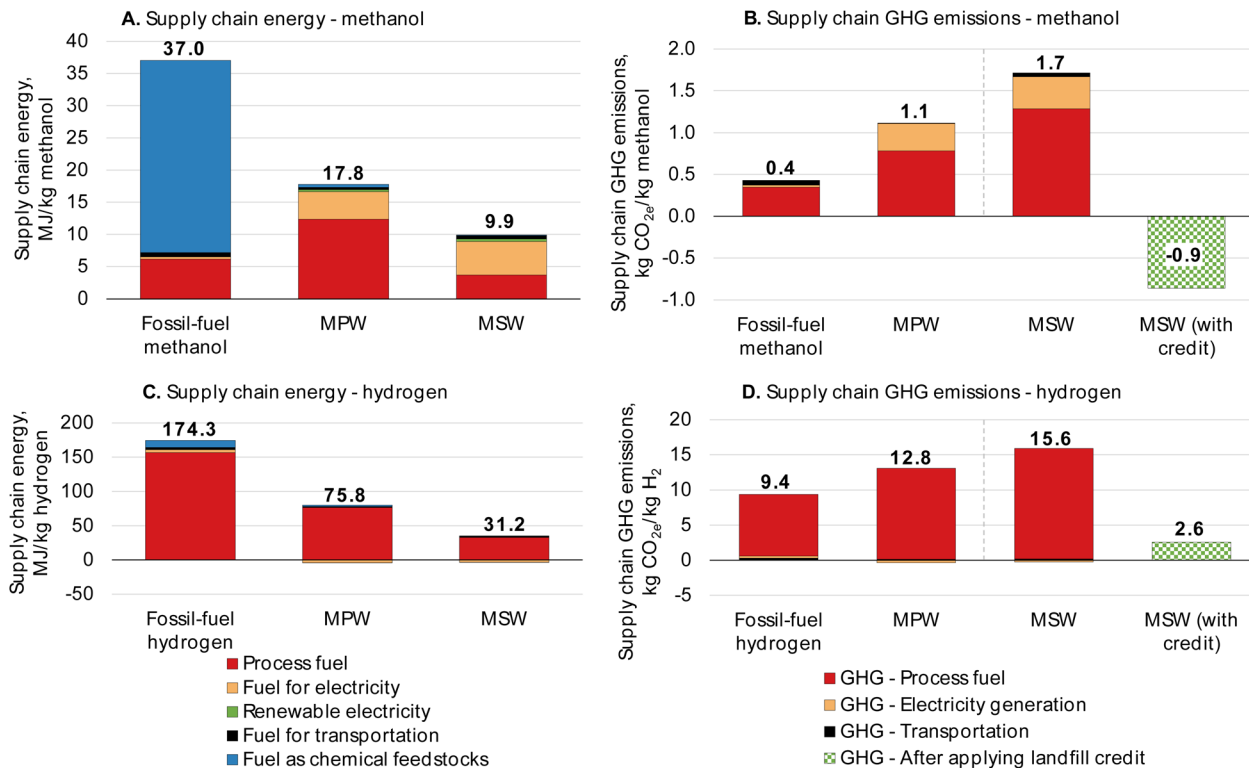 A. Supply chain energy - methanol
Supply chain energy,
MJ/kg methanol
40
35
30
25
20
15
10
5
0
37.0
17.8
9.9
Fossil-fuel
methanol
MPW
MSW
B. Supply chain GHG emissions - methanol
Supply chain GHG emissions,
kg CO2e/kg methanol
2.0
1.5
1.0
0.5
0.0
-0.5
-1.0
0.4
1.1
1.7
-0.9
Fossil-fuel
methanol
MPW
MSW
MSW (with
credit)
C. Supply chain energy - hydrogen
Supply chain energy,
MJ/kg hydrogen
200
150
100
50
0
-50
174.3
75.8
31.2
Fossil-fuel
hydrogen
MPW
MSW
Process fuel
Fuel for electricity
Renewable electricity
Fuel for transportation
Fuel as chemical feedstocks
D. Supply chain GHG emissions - hydrogen
Supply chain GHG emissions,
kg CO2e/kg H2
20
15
10
5
0
-5
9.4
12.8
15.6
2.6
Fossil-fuel
hydrogen
MPW
MSW
MSW (with
credit)
GHG - Process fuel
GHG - Electricity generation
GHG - Transportation
GHG - After applying landfill credit